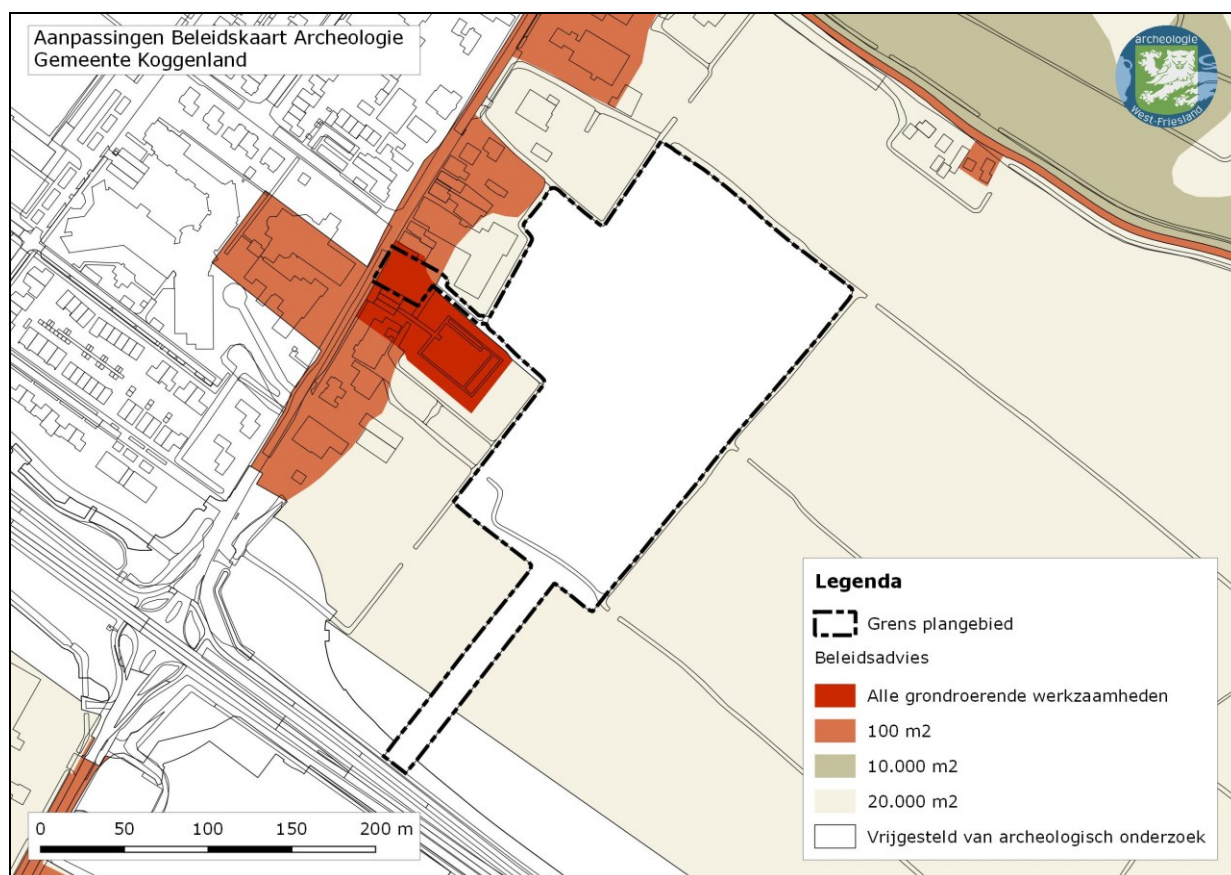 Aanpassingen Beleidskaart Archeologie
Gemeente Koggenland
archeologie
West-Friesland
Legenda
Grens plangebied
Beleidsadvies
Alle grondroerende werkzaamheden
100 m2
10.000 m2
20.000 m2
Vrijgesteld van archeologisch onderzoek
0 50 100 150 200 m